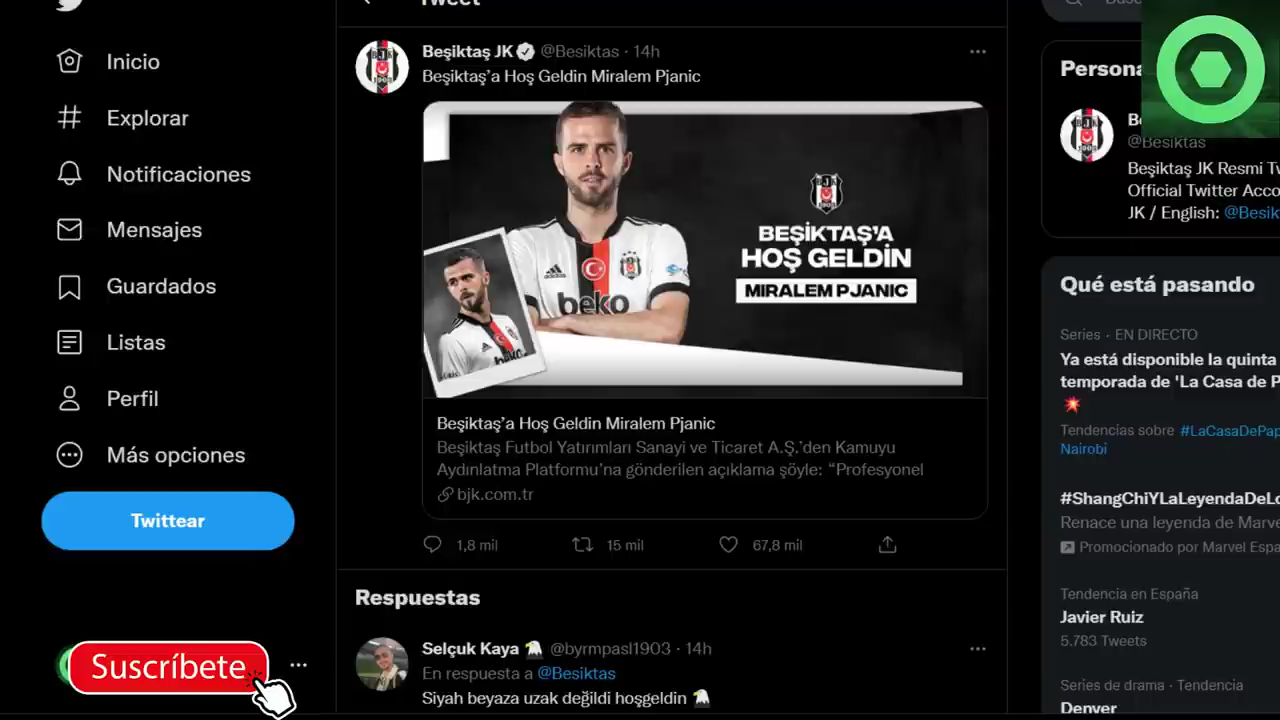 Tweet
Inicio
Explorar
Notificaciones
Mensajes
Guardados
Listas
Perfil
Más opciones
Twittear
Suscríbete
Beşiktaş JK @Besiktas · 14h
Beşiktaş’a Hoş Geldin Miralem Pjanic
BEŞİKTAŞ'A
HOŞ GELDİN
MIRALEM PJANIC
beko
beko
Beşiktaş’a Hoş Geldin Miralem Pjanic
Beşiktaş Futbol Yatırımları Sanayi ve Ticaret A.Ş.’den Kamuyu
Aydınlatma Platformu’na gönderilen açıklama şöyle: “Profesyonel
bjk.com.tr
1,8 mil 15 mil 67,8 mil
Respuestas
Selçuk Kaya @byrmpasl1903 · 14h
En respuesta a @Besiktas
Siyah beyaza uzak değildi hoşgeldin
Busc
Persona
Be
@Besiktas
Beşiktaş JK Resmi Tw
Official Twitter Acco
JK / English: @Besik
Qué está pasando
Series · EN DIRECTO
Ya está disponible la quinta
temporada de 'La Casa de P
Tendencias sobre #LaCasaDePap
Nairobi
#ShangChiYLaLeyendaDeLo
Renace una leyenda de Marve
Promocionado por Marvel Espa
Tendencia en España
Javier Ruiz
5.783 Tweets
Series de drama · Tendencia
Denver